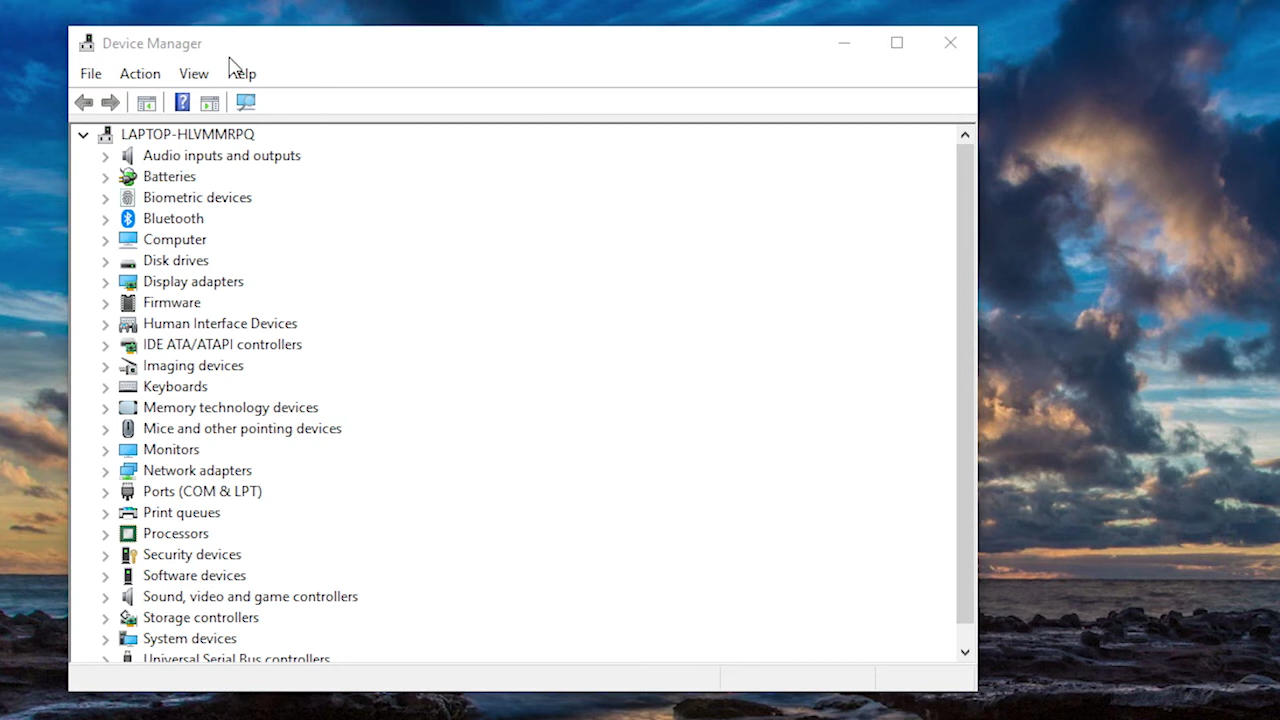 Device Manager
File Action View Help
LAPTOP-HLVMMRPQ
Audio inputs and outputs
Batteries
Biometric devices
Bluetooth
Computer
Disk drives
Display adapters
Firmware
Human Interface Devices
IDE ATA/ATAPI controllers
Imaging devices
Keyboards
Memory technology devices
Mice and other pointing devices
Monitors
Network adapters
Ports (COM & LPT)
Print queues
Processors
Security devices
Software devices
Sound, video and game controllers
Storage controllers
System devices
Universal Serial Bus controllers